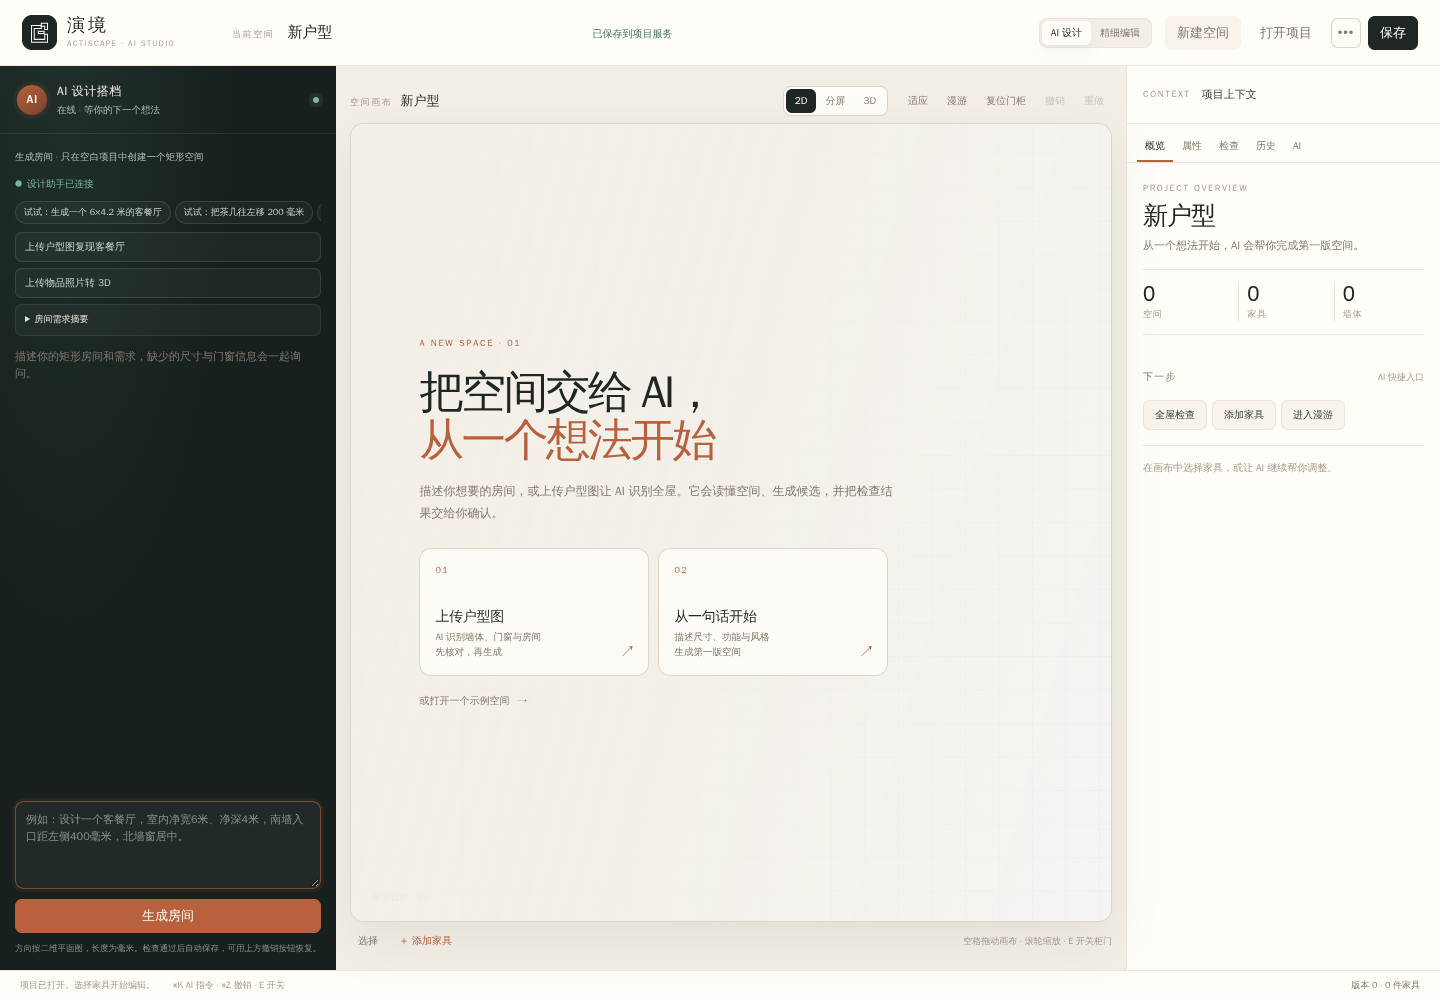 演境
ACTISCAPE · AI STUDIO
当前空间 新户型
已保存到项目服务
AI 设计 精细编辑
新建空间 打开项目 ••• 保存
AI
AI 设计搭档
在线 · 等你的下一个想法
生成房间 · 只在空白项目中创建一个矩形空间
设计助手已连接
试试：生成一个 6×4.2 米的客餐厅 试试：把茶几往左移 200 毫米
上传户型图复现客餐厅
上传物品照片转 3D
房间需求摘要
描述你的矩形房间和需求，缺少的尺寸与门窗信息会一起询
问。
例如：设计一个客餐厅，室内净宽6米、净深4米，南墙入
口距左侧400毫米，北墙窗居中。
生成房间
方向按二维平面图，长度为毫米。检查通过后自动保存，可用上方撤销按钮恢复。
空间画布 新户型
2D 分屏 3D 适应 漫游 复位门柜 撤销 重做
A NEW SPACE · 01
把空间交给 AI，
从一个想法开始
描述你想要的房间，或上传户型图让 AI 识别全屋。它会读懂空间、生成候选，并把检查结
果交给你确认。
01
上传户型图
AI 识别墙体、门窗与房间
先核对，再生成
↗
02
从一句话开始
描述尺寸、功能与风格
生成第一版空间
↗
或打开一个示例空间 →
选择 + 添加家具
空格拖动画布 · 滚轮缩放 · E 开关柜门
CONTEXT 项目上下文
概览 属性 检查 历史 AI
PROJECT OVERVIEW
新户型
从一个想法开始，AI 会帮你完成第一版空间。
0 0 0
空间 家具 墙体
下一步 AI 快捷入口
全屋检查 添加家具 进入漫游
在画布中选择家具，或让 AI 继续帮你调整。
项目已打开。选择家具开始编辑。 ⌘K AI 指令 · ⌘Z 撤销 · E 开关
版本 0 · 0 件家具